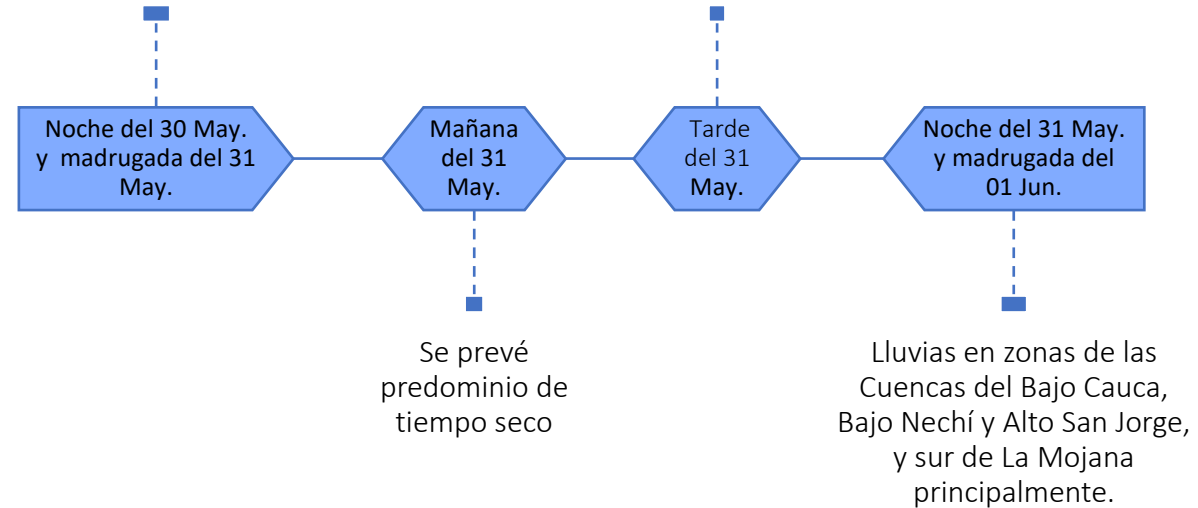 Noche del 30 May.
y madrugada del 31
May.
Mañana
del 31
May.
Tarde
del 31
May.
Noche del 31 May.
y madrugada del
01 Jun.
Se prevé
predominio de
tiempo seco
Lluvias en zonas de las
Cuencas del Bajo Cauca,
Bajo Nechí y Alto San Jorge,
y sur de La Mojana
principalmente.